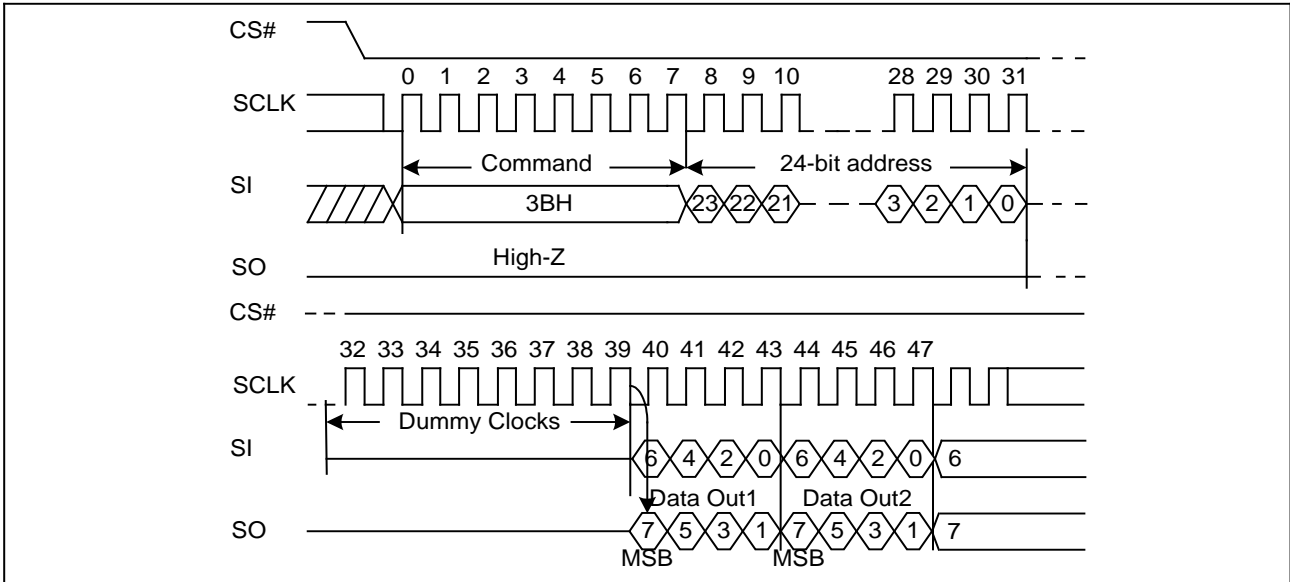 CS#
0 1 2 3 4 5 6 7 8 9 10 28 29 30 31
SCLK
Command 24-bit address
SI
3BH 23 22 21 3 2 1 0
High-Z
SO
CS#
32 33 34 35 36 37 38 39 40 41 42 43 44 45 46 47
SCLK
Dummy Clocks
SI
6 4 2 0 6 4 2 0 6
Data Out1 Data Out2
SO
7 5 3 1 7 5 3 1 7
MSB MSB